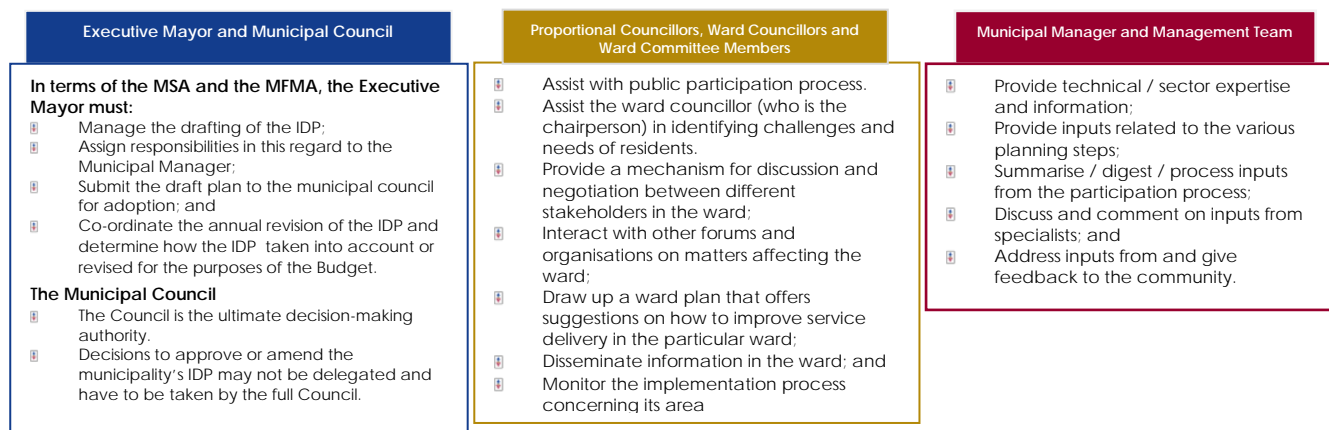 Executive Mayor and Municipal Council
In terms of the MSA and the MFMA, the Executive
Mayor must:
Manage the drafting of the IDP;
Assign responsibilities in this regard to the
Municipal Manager;
Submit the draft plan to the municipal council
for adoption; and
Co-ordinate the annual revision of the IDP and
determine how the IDP taken into account or
revised for the purposes of the Budget.
The Municipal Council
The Council is the ultimate decision-making
authority.
Decisions to approve or amend the
municipality's IDP may not be delegated and
have to be taken by the full Council.
Proportional Councillors, Ward Councillors and
Ward Committee Members
Assist with public participation process.
Assist the ward councillor (who is the
chairperson) in identifying challenges and
needs of residents.
Provide a mechanism for discussion and
negotiation between different
stakeholders in the ward;
Interact with other forums and
organisations on matters affecting the
ward;
Draw up a ward plan that offers
suggestions on how to improve service
delivery in the particular ward;
Disseminate information in the ward; and
Monitor the implementation process
concerning its area
Municipal Manager and Management Team
Provide technical / sector expertise
and information;
Provide inputs related to the various
planning steps;
Summarise / digest / process inputs
from the participation process;
Discuss and comment on inputs from
specialists; and
Address inputs from and give
feedback to the community.